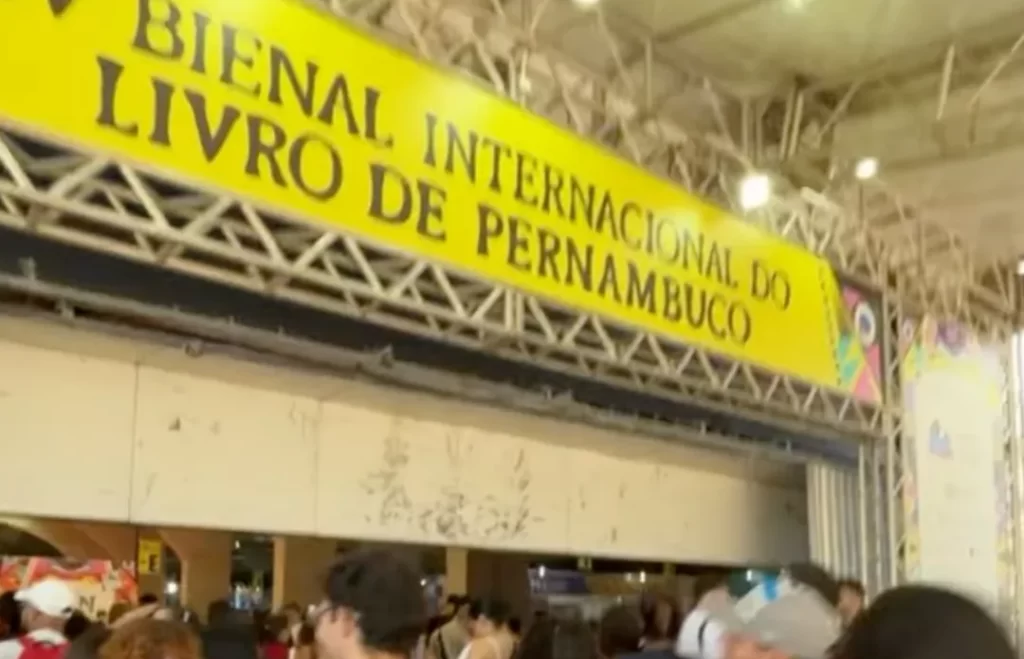 BIENAL INTERNACIONAL DO
LIVRO DE PERNAMBUCO